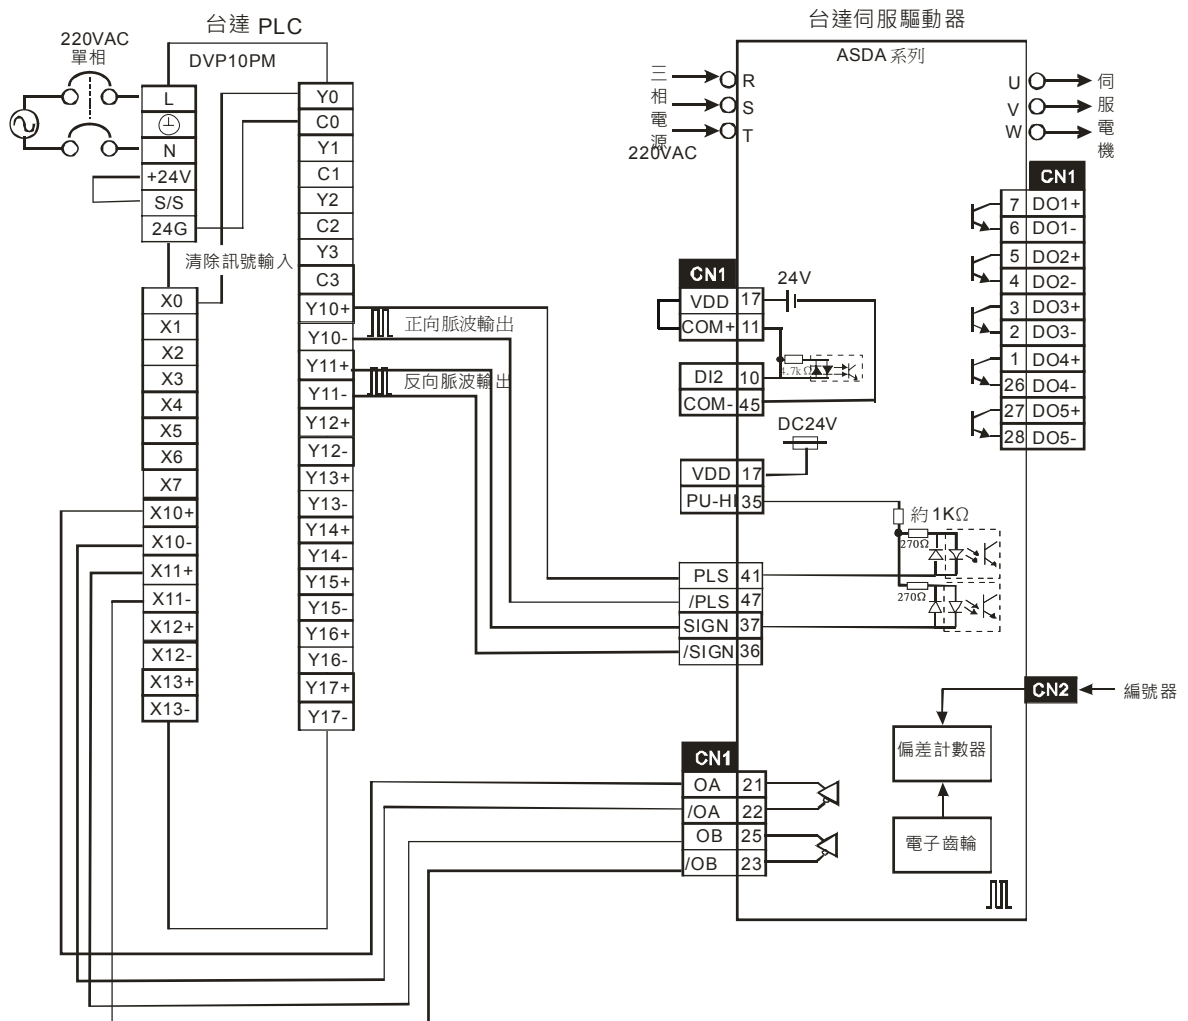 台達 PLC
220VAC
單相
DVP10PM
L
N
+24V
S/S
24G
Y0
C0
Y1
C1
Y2
C2
Y3
C3
Y10+
Y10-
Y11+
Y11-
Y12+
Y12-
Y13+
Y13-
Y14+
Y14-
Y15+
Y15-
Y16+
Y16-
Y17+
Y17-
清除訊號輸入
正向脈波輸出
反向脈波輸出
X0
X1
X2
X3
X4
X5
X6
X7
X10+
X10-
X11+
X11-
X12+
X12-
X13+
X13-
台達伺服驅動器
ASDA 系列
三相電源
220VAC
R
S
T
U
V
W
伺服電機
CN1
7 DO1+
6 DO1-
5 DO2+
4 DO2-
3 DO3+
2 DO3-
1 DO4+
26 DO4-
27 DO5+
28 DO5-
CN1
24V
VDD 17
COM+ 11
4.7kΩ
DI2 10
COM- 45
DC24V
VDD 17
PU-HI 35
約1KΩ
270Ω
270Ω
PLS 41
/PLS 47
SIGN 37
/SIGN 36
CN2
編號器
偏差計數器
電子齒輪
CN1
OA 21
/OA 22
OB 25
/OB 23